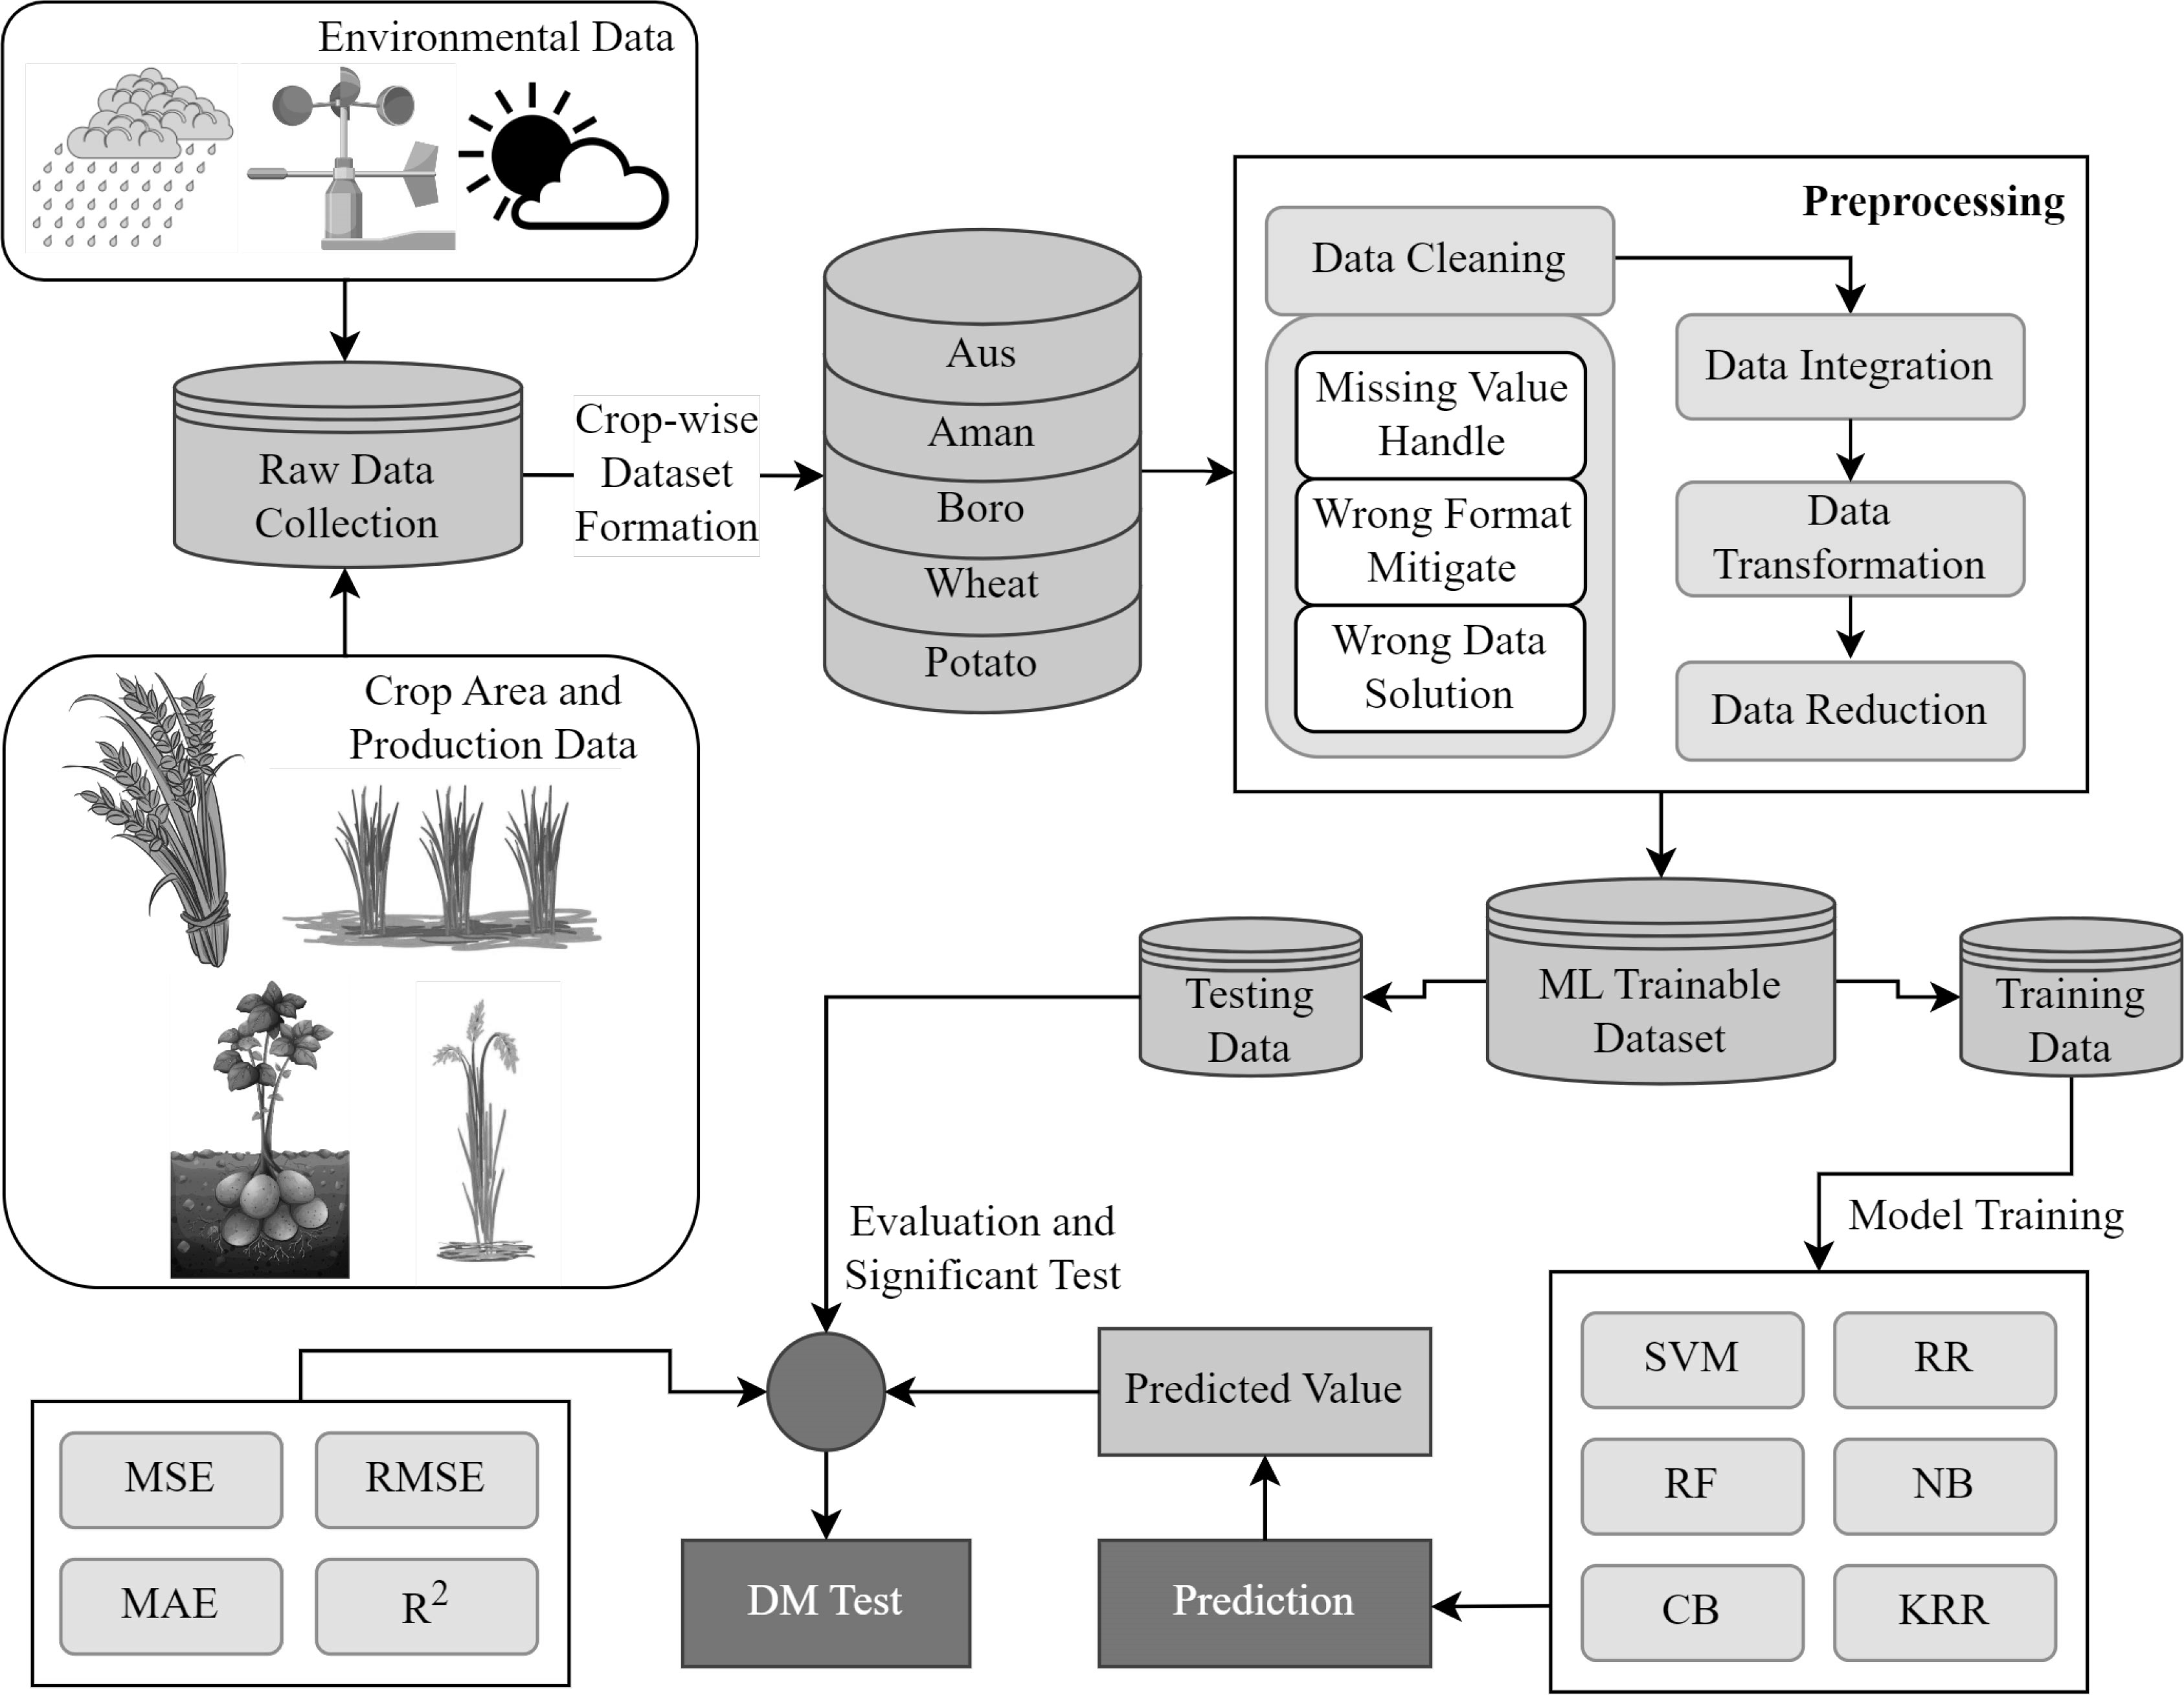 Environmental Data
Raw Data
Collection
Crop-wise
Dataset
Formation
Crop Area and
Production Data
Aus
Aman
Boro
Wheat
Potato
Preprocessing
Data Cleaning
Missing Value
Handle
Wrong Format
Mitigate
Wrong Data
Solution
Data Integration
Data
Transformation
Data Reduction
ML Trainable
Dataset
Testing
Data
Training
Data
Model Training
SVM
RR
RF
NB
CB
KRR
Prediction
Predicted Value
Evaluation and
Significant Test
MSE
RMSE
MAE
R²
DM Test